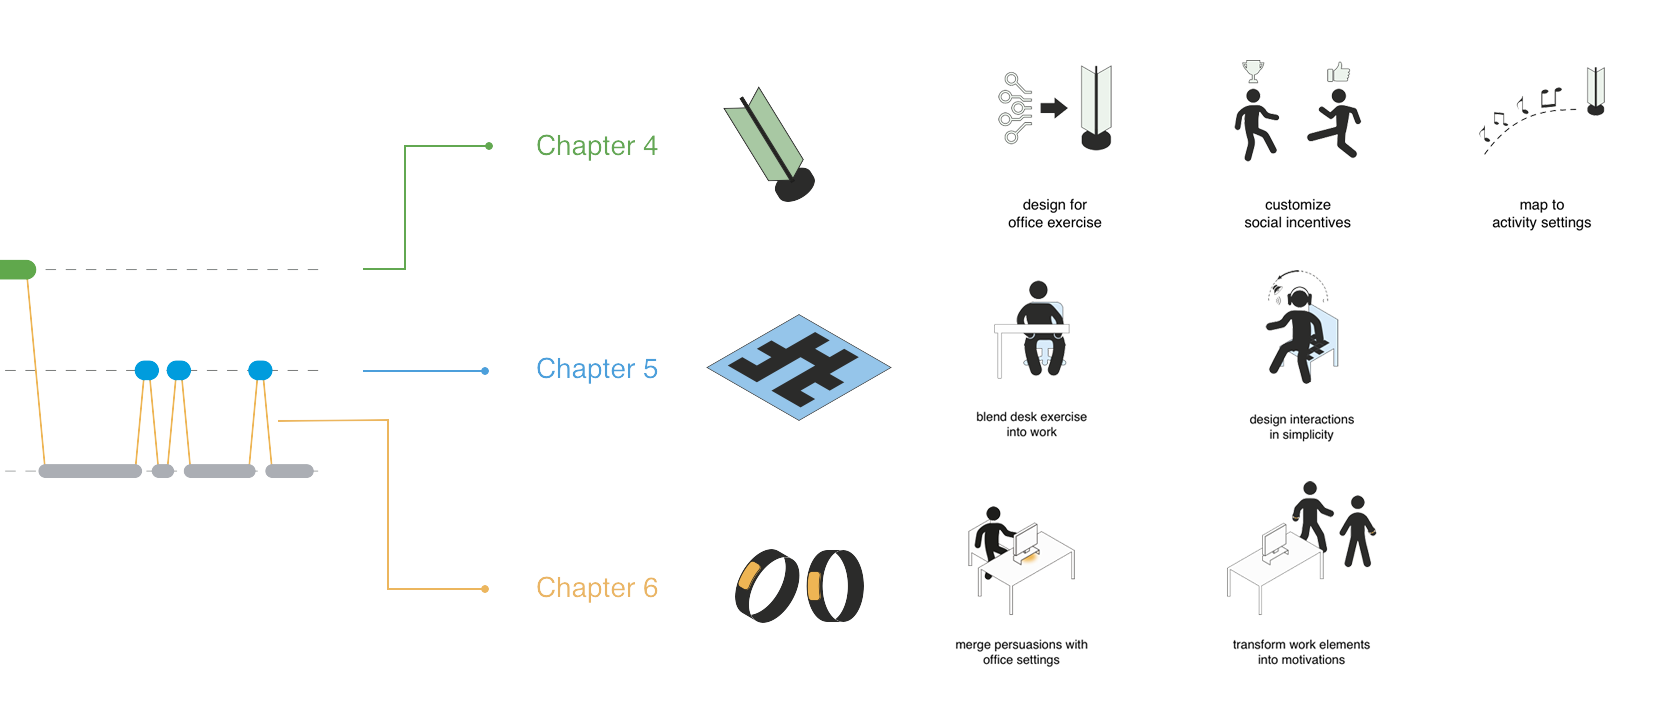 Chapter 4
design for
office exercise
customize
social incentives
map to
activity settings
Chapter 5
blend desk exercise
into work
design interactions
in simplicity
Chapter 6
merge persuasions with
office settings
transform work elements
into motivations